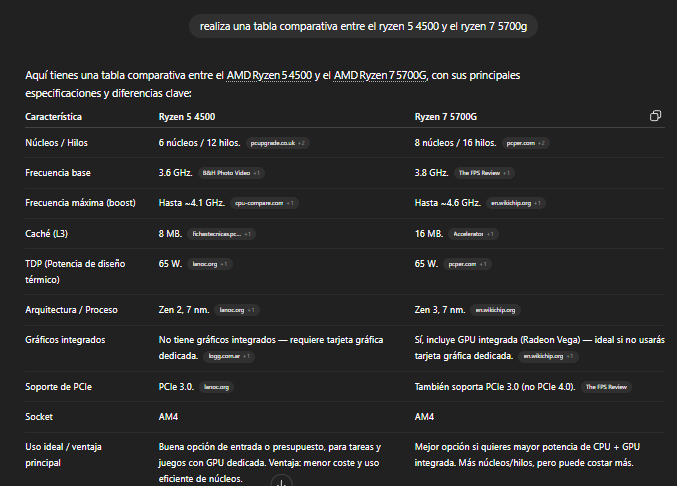 realiza una tabla comparativa entre el ryzen 5 4500 y el ryzen 7 5700g
Aquí tienes una tabla comparativa entre el AMD Ryzen 5 4500 y el AMD Ryzen 7 5700G, con sus principales
especificaciones y diferencias clave:
Característica Ryzen 5 4500 Ryzen 7 5700G
Núcleos / Hilos 6 núcleos / 12 hilos. pcupgrade.co.uk +2 8 núcleos / 16 hilos. pcper.com +2
Frecuencia base 3.6 GHz. B&H Photo Video +1 3.8 GHz. The FPS Review +1
Frecuencia máxima (boost) Hasta ~4.1 GHz. cpu-compare.com +1 Hasta ~4.6 GHz. en.wikichip.org +1
Caché (L3) 8 MB. fichastecnicas.pc... +1 16 MB. Accelerator +1
TDP (Potencia de diseño 65 W. lanoc.org +1 65 W. pcper.com +1
térmico)
Arquitectura / Proceso Zen 2, 7 nm. lanoc.org +1 Zen 3, 7 nm. en.wikichip.org
Gráficos integrados No tiene gráficos integrados — requiere tarjeta gráfica Sí, incluye GPU integrada (Radeon Vega) — ideal si no usarás
dedicada. logg.com.ar +1 tarjeta gráfica dedicada. en.wikichip.org +1
Soporte de PCIe PCIe 3.0. lanoc.org También soporta PCIe 3.0 (no PCIe 4.0). The FPS Review
Socket AM4 AM4
Uso ideal / ventaja Buena opción de entrada o presupuesto, para tareas y Mejor opción si quieres mayor potencia de CPU + GPU
principal juegos con GPU dedicada. Ventaja: menor coste y uso integrada. Más núcleos/hilos, pero puede costar más.
eficiente de núcleos.